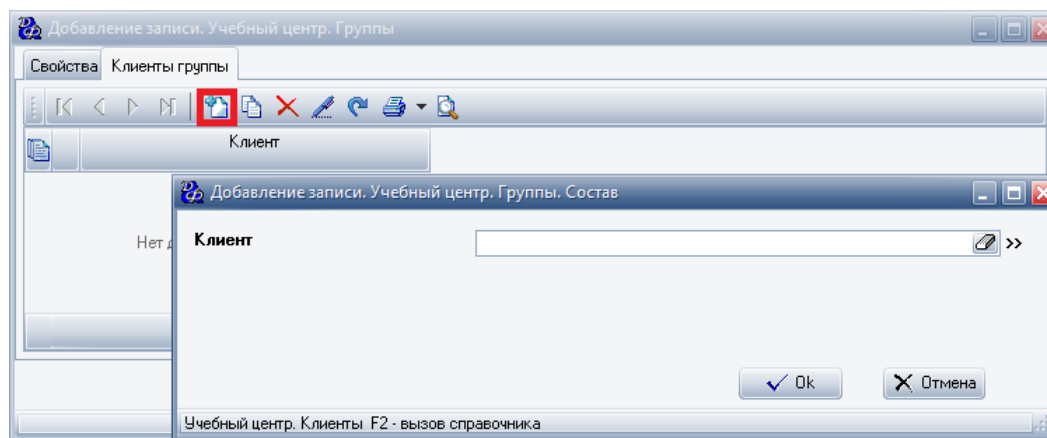 Добавление записи. Учебный центр. Группы
Свойства Клиенты группы
Клиент
Добавление записи. Учебный центр. Группы. Состав
Нет
Клиент
>>
Ok Отмена
Учебный центр. Клиенты F2 - вызов справочника